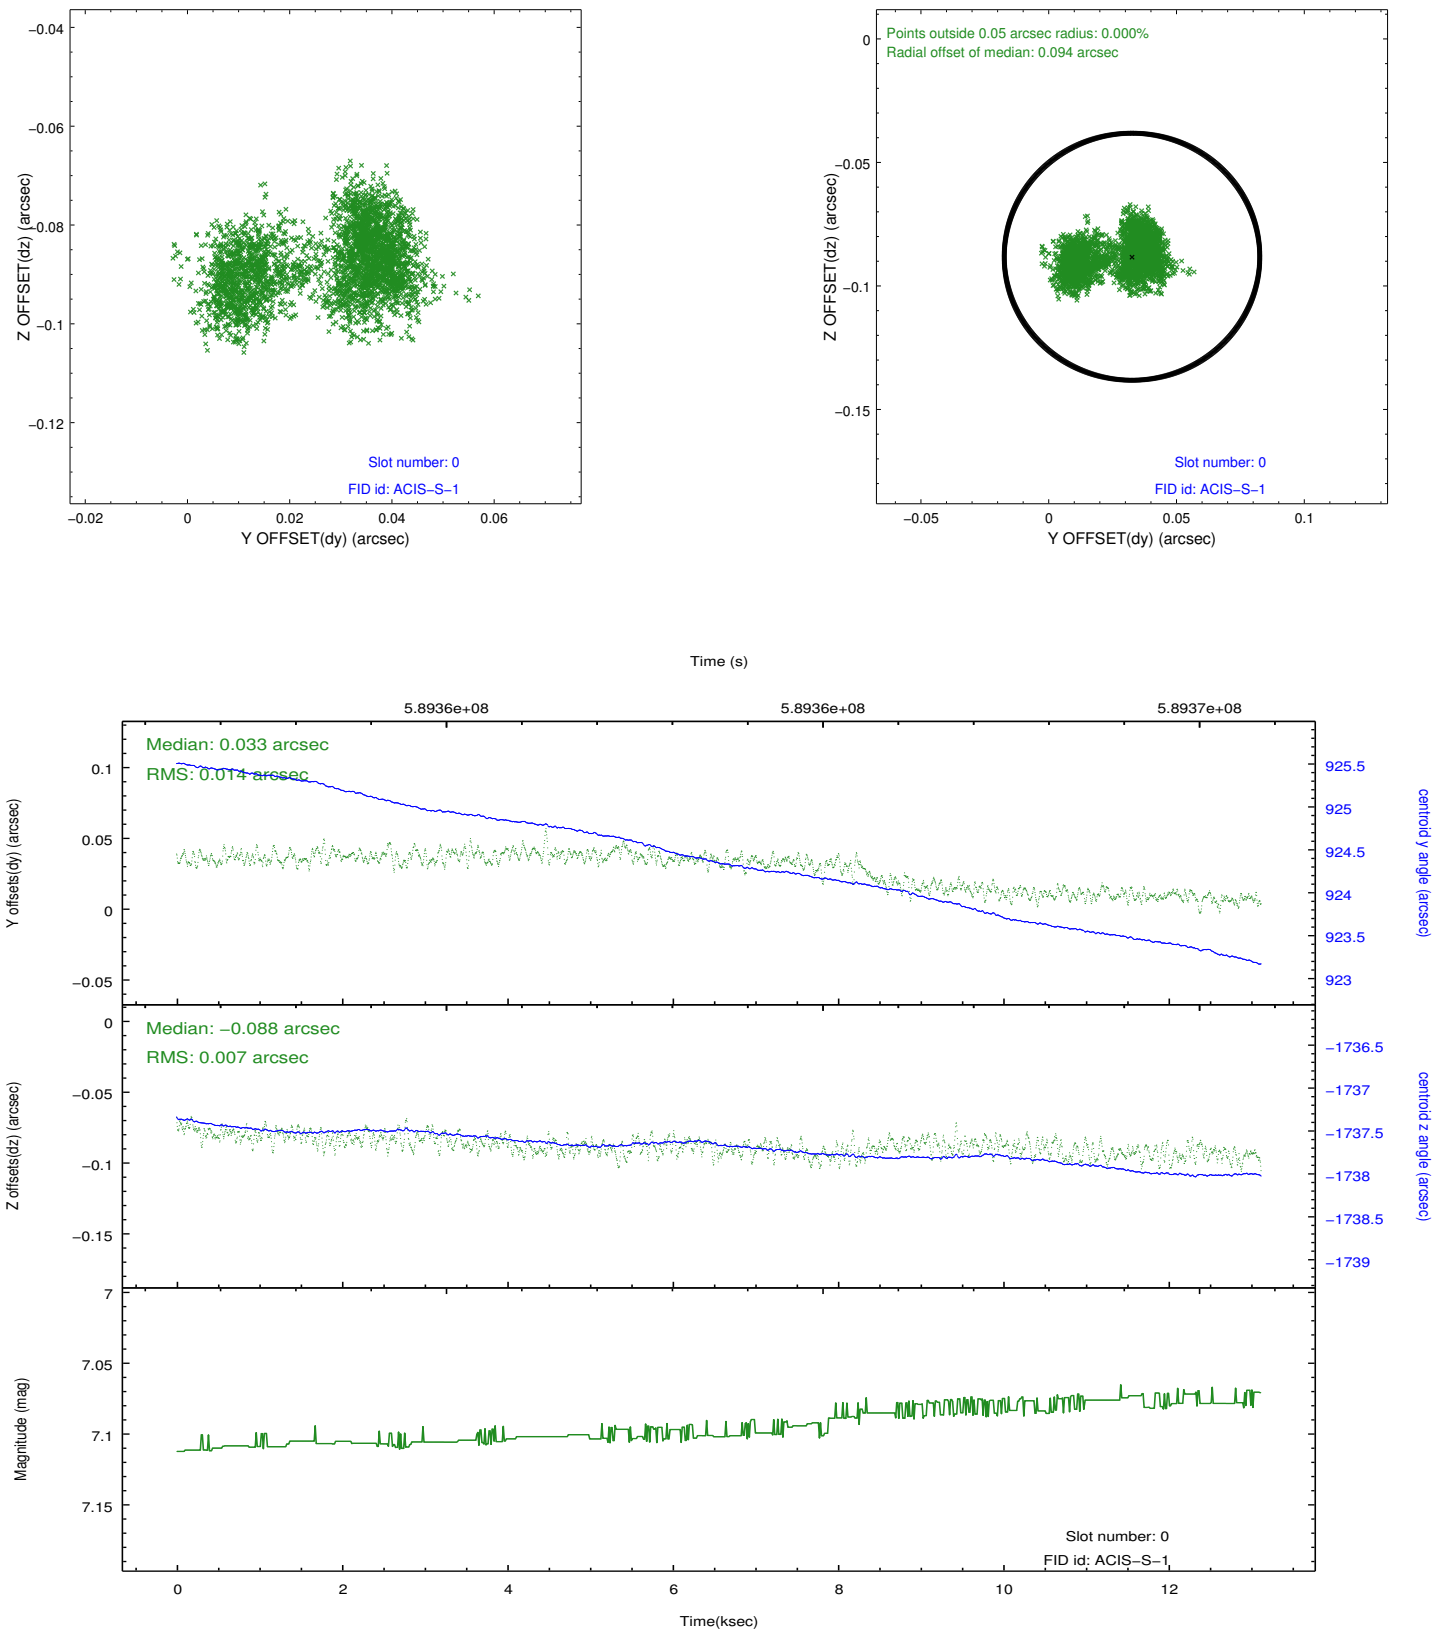 −0.04
−0.06
−0.08
−0.1
−0.12
Z OFFSET(dz) (arcsec)
Slot number: 0
FID id: ACIS−S−1
−0.02
0
0.02
0.04
0.06
Y OFFSET(dy) (arcsec)
Points outside 0.05 arcsec radius: 0.000%
Radial offset of median: 0.094 arcsec
0
−0.05
−0.1
−0.15
Z OFFSET(dz) (arcsec)
Slot number: 0
FID id: ACIS−S−1
−0.05
0
0.05
0.1
Y OFFSET(dy) (arcsec)
Time (s)
5.8936e+08
5.8936e+08
5.8937e+08
Median: 0.033 arcsec
RMS: 0.014 arcsec
0.1
0.05
0
−0.05
Y offsets(dy) (arcsec)
925.5
925
924.5
924
923.5
923
centroid y angle (arcsec)
Median: −0.088 arcsec
RMS: 0.007 arcsec
0
−0.05
−0.1
−0.15
Z offsets(dz) (arcsec)
−1736.5
−1737
−1737.5
−1738
−1738.5
−1739
centroid z angle (arcsec)
7
7.05
7.1
7.15
Magnitude (mag)
Slot number: 0
FID id: ACIS−S−1
0
2
4
6
8
10
12
Time(ksec)